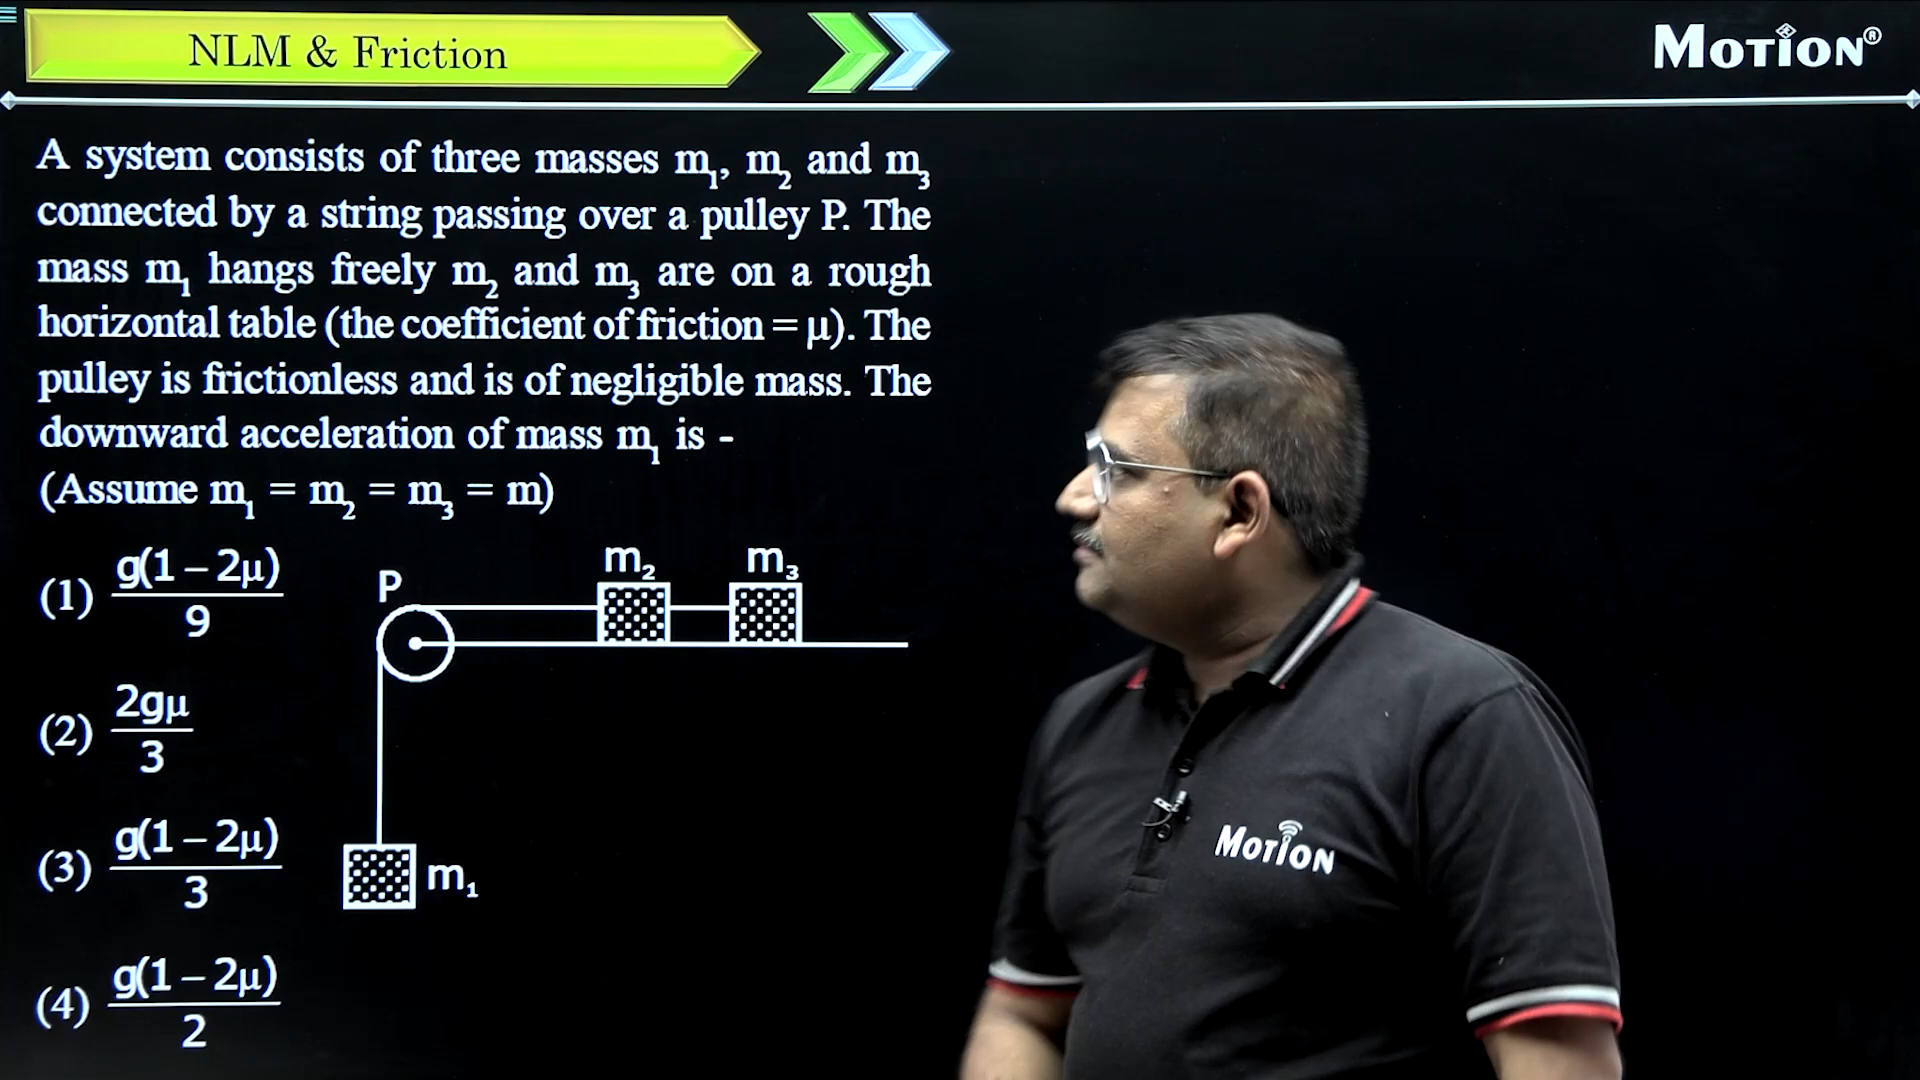 NLM & Friction
MOTION®
A system consists of three masses m₁, m₂ and m₃
connected by a string passing over a pulley P. The
mass m₁ hangs freely m₂ and m₃ are on a rough
horizontal table (the coefficient of friction = μ). The
pulley is frictionless and is of negligible mass. The
downward acceleration of mass m₁ is -
(Assume m₁ = m₂ = m₃ = m)
(1) g(1 – 2μ)/9
(2) 2gμ/3
(3) g(1 – 2μ)/3
(4) g(1 – 2μ)/2
P
m₂
m₃
m₁
MOTION